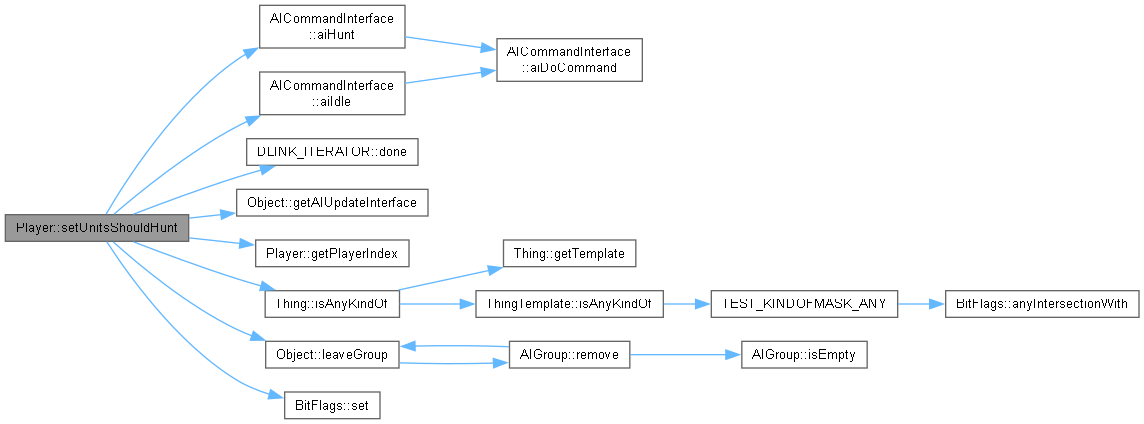 AICommandInterface
::aiHunt
AICommandInterface
::aiDoCommand
AICommandInterface
::aiIdle
DLINK_ITERATOR::done
Object::getAIUpdateInterface
Player::setUnitsShouldHunt
Player::getPlayerIndex
Thing::getTemplate
Thing::isAnyKindOf
ThingTemplate::isAnyKindOf
TEST_KINDOFMASK_ANY
BitFlags::anyIntersectionWith
Object::leaveGroup
AIGroup::remove
AIGroup::isEmpty
BitFlags::set